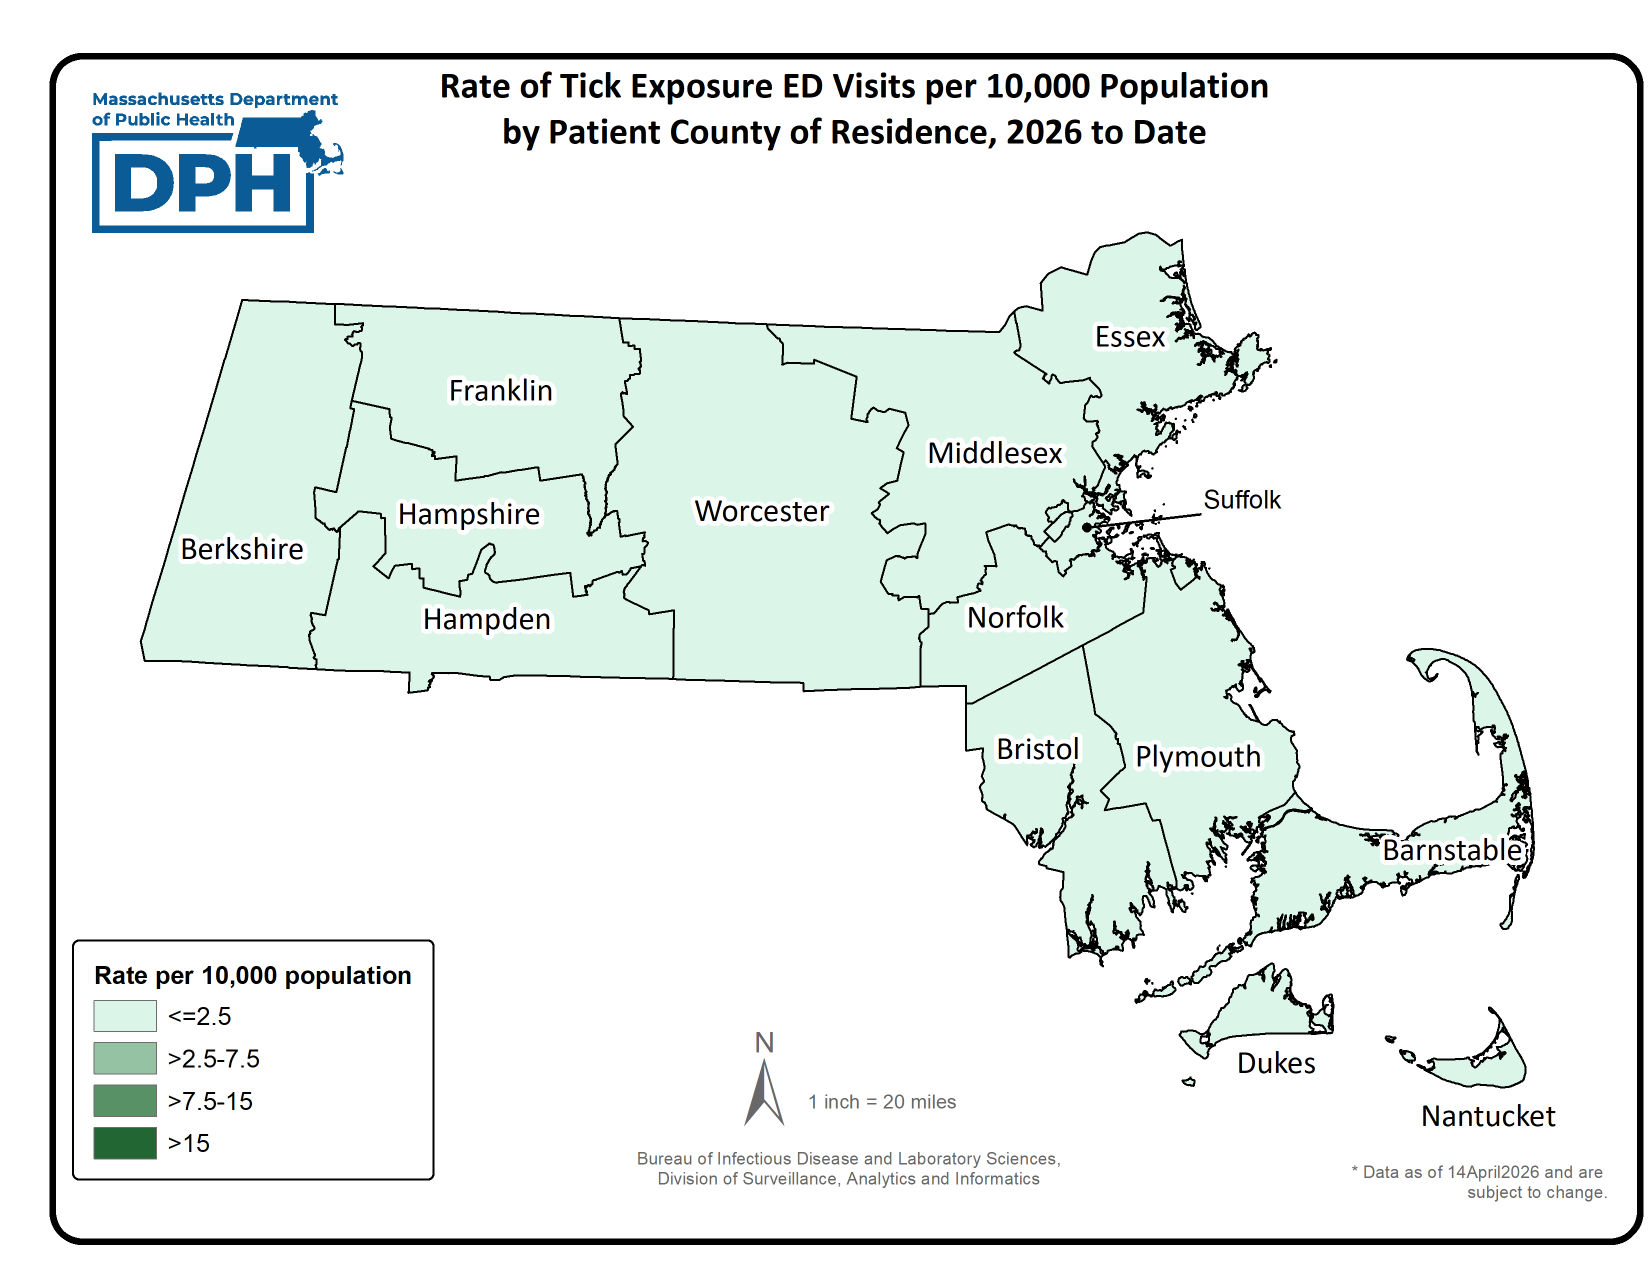 Massachusetts Department
of Public Health
DPH
Rate of Tick Exposure ED Visits per 10,000 Population
by Patient County of Residence, 2026 to Date
Essex
Franklin
Middlesex
Suffolk
Hampshire
Worcester
Berkshire
Hampden
Norfolk
Bristol
Plymouth
Barnstable
Dukes
Nantucket
Rate per 10,000 population
<=2.5
>2.5-7.5
>7.5-15
>15
N
1 inch = 20 miles
Bureau of Infectious Disease and Laboratory Sciences,
Division of Surveillance, Analytics and Informatics
* Data as of 14April2026 and are
subject to change.